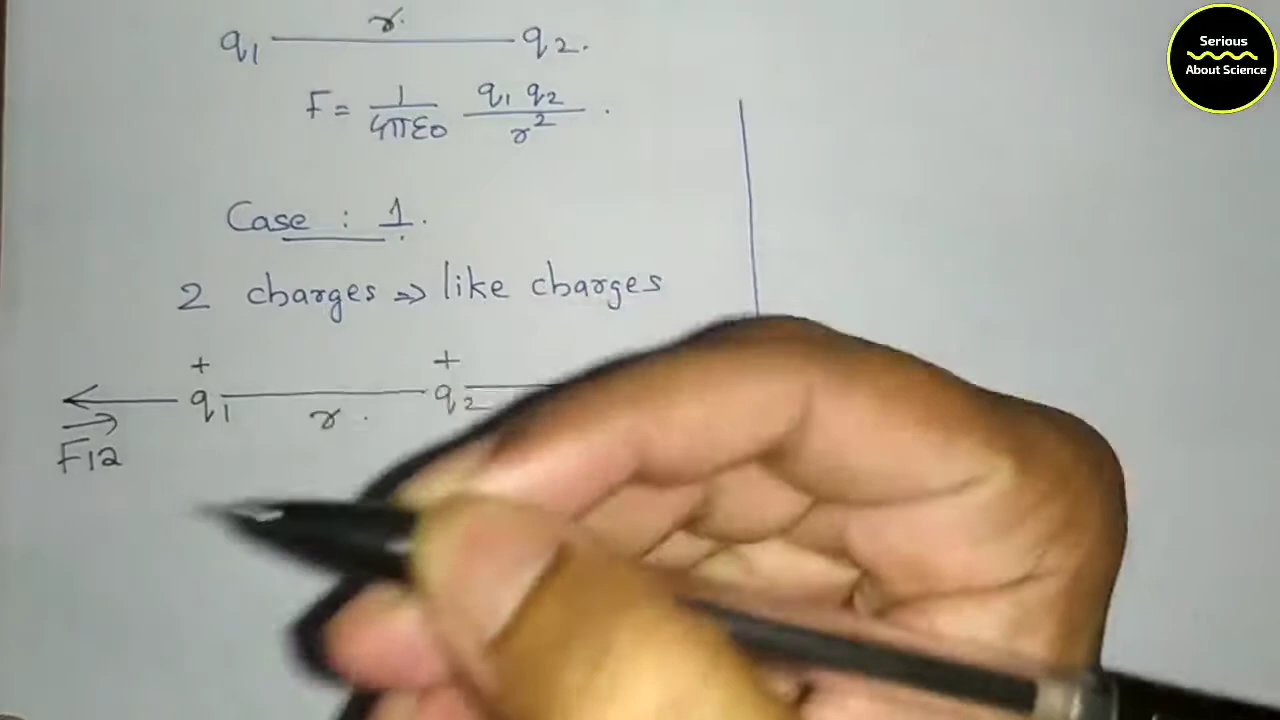 Serious
About Science
r.
q1 q2.
F = 1/4πε0 q1 q2/r² .
Case : 1.
2 charges => like charges
+ +
q1 r . q2
F12